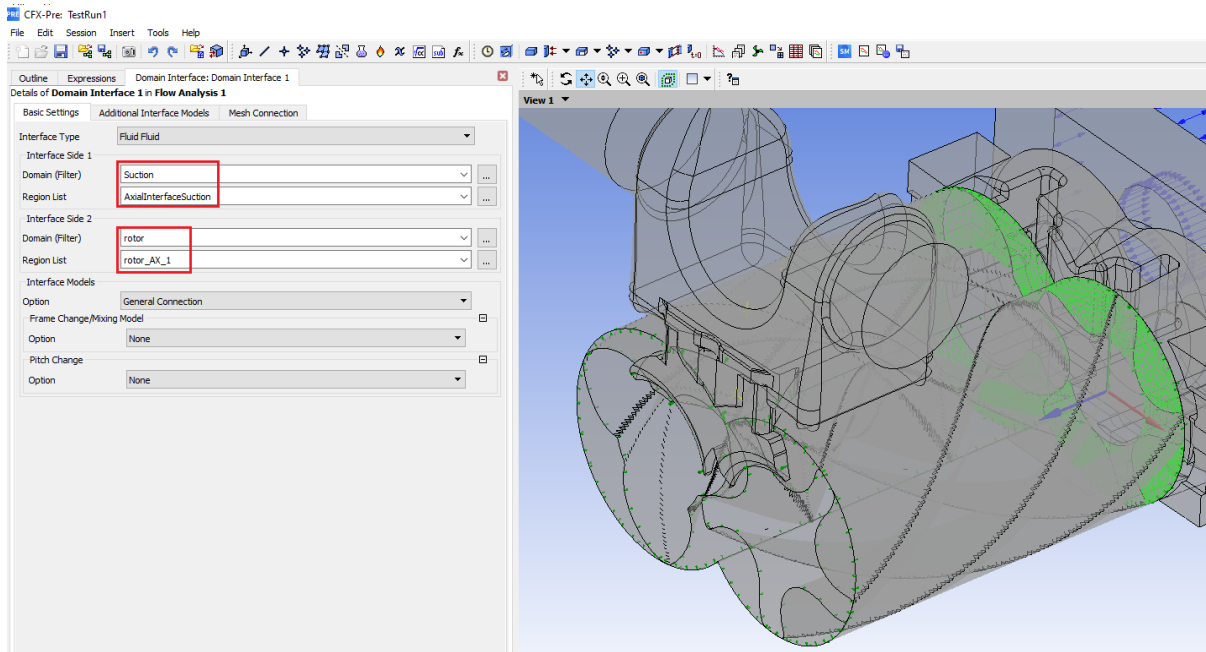 PRE CFX-Pre: TestRun1
File Edit Session Insert Tools Help
Outline Expressions Domain Interface: Domain Interface 1
Details of Domain Interface 1 in Flow Analysis 1
Basic Settings Additional Interface Models Mesh Connection
Interface Type Fluid Fluid
Interface Side 1
Domain (Filter) Suction ...
Region List AxialInterfaceSuction ...
Interface Side 2
Domain (Filter) rotor ...
Region List rotor_AX_1 ...
Interface Models
Option General Connection
Frame Change/Mixing Model
Option None
Pitch Change
Option None
View 1